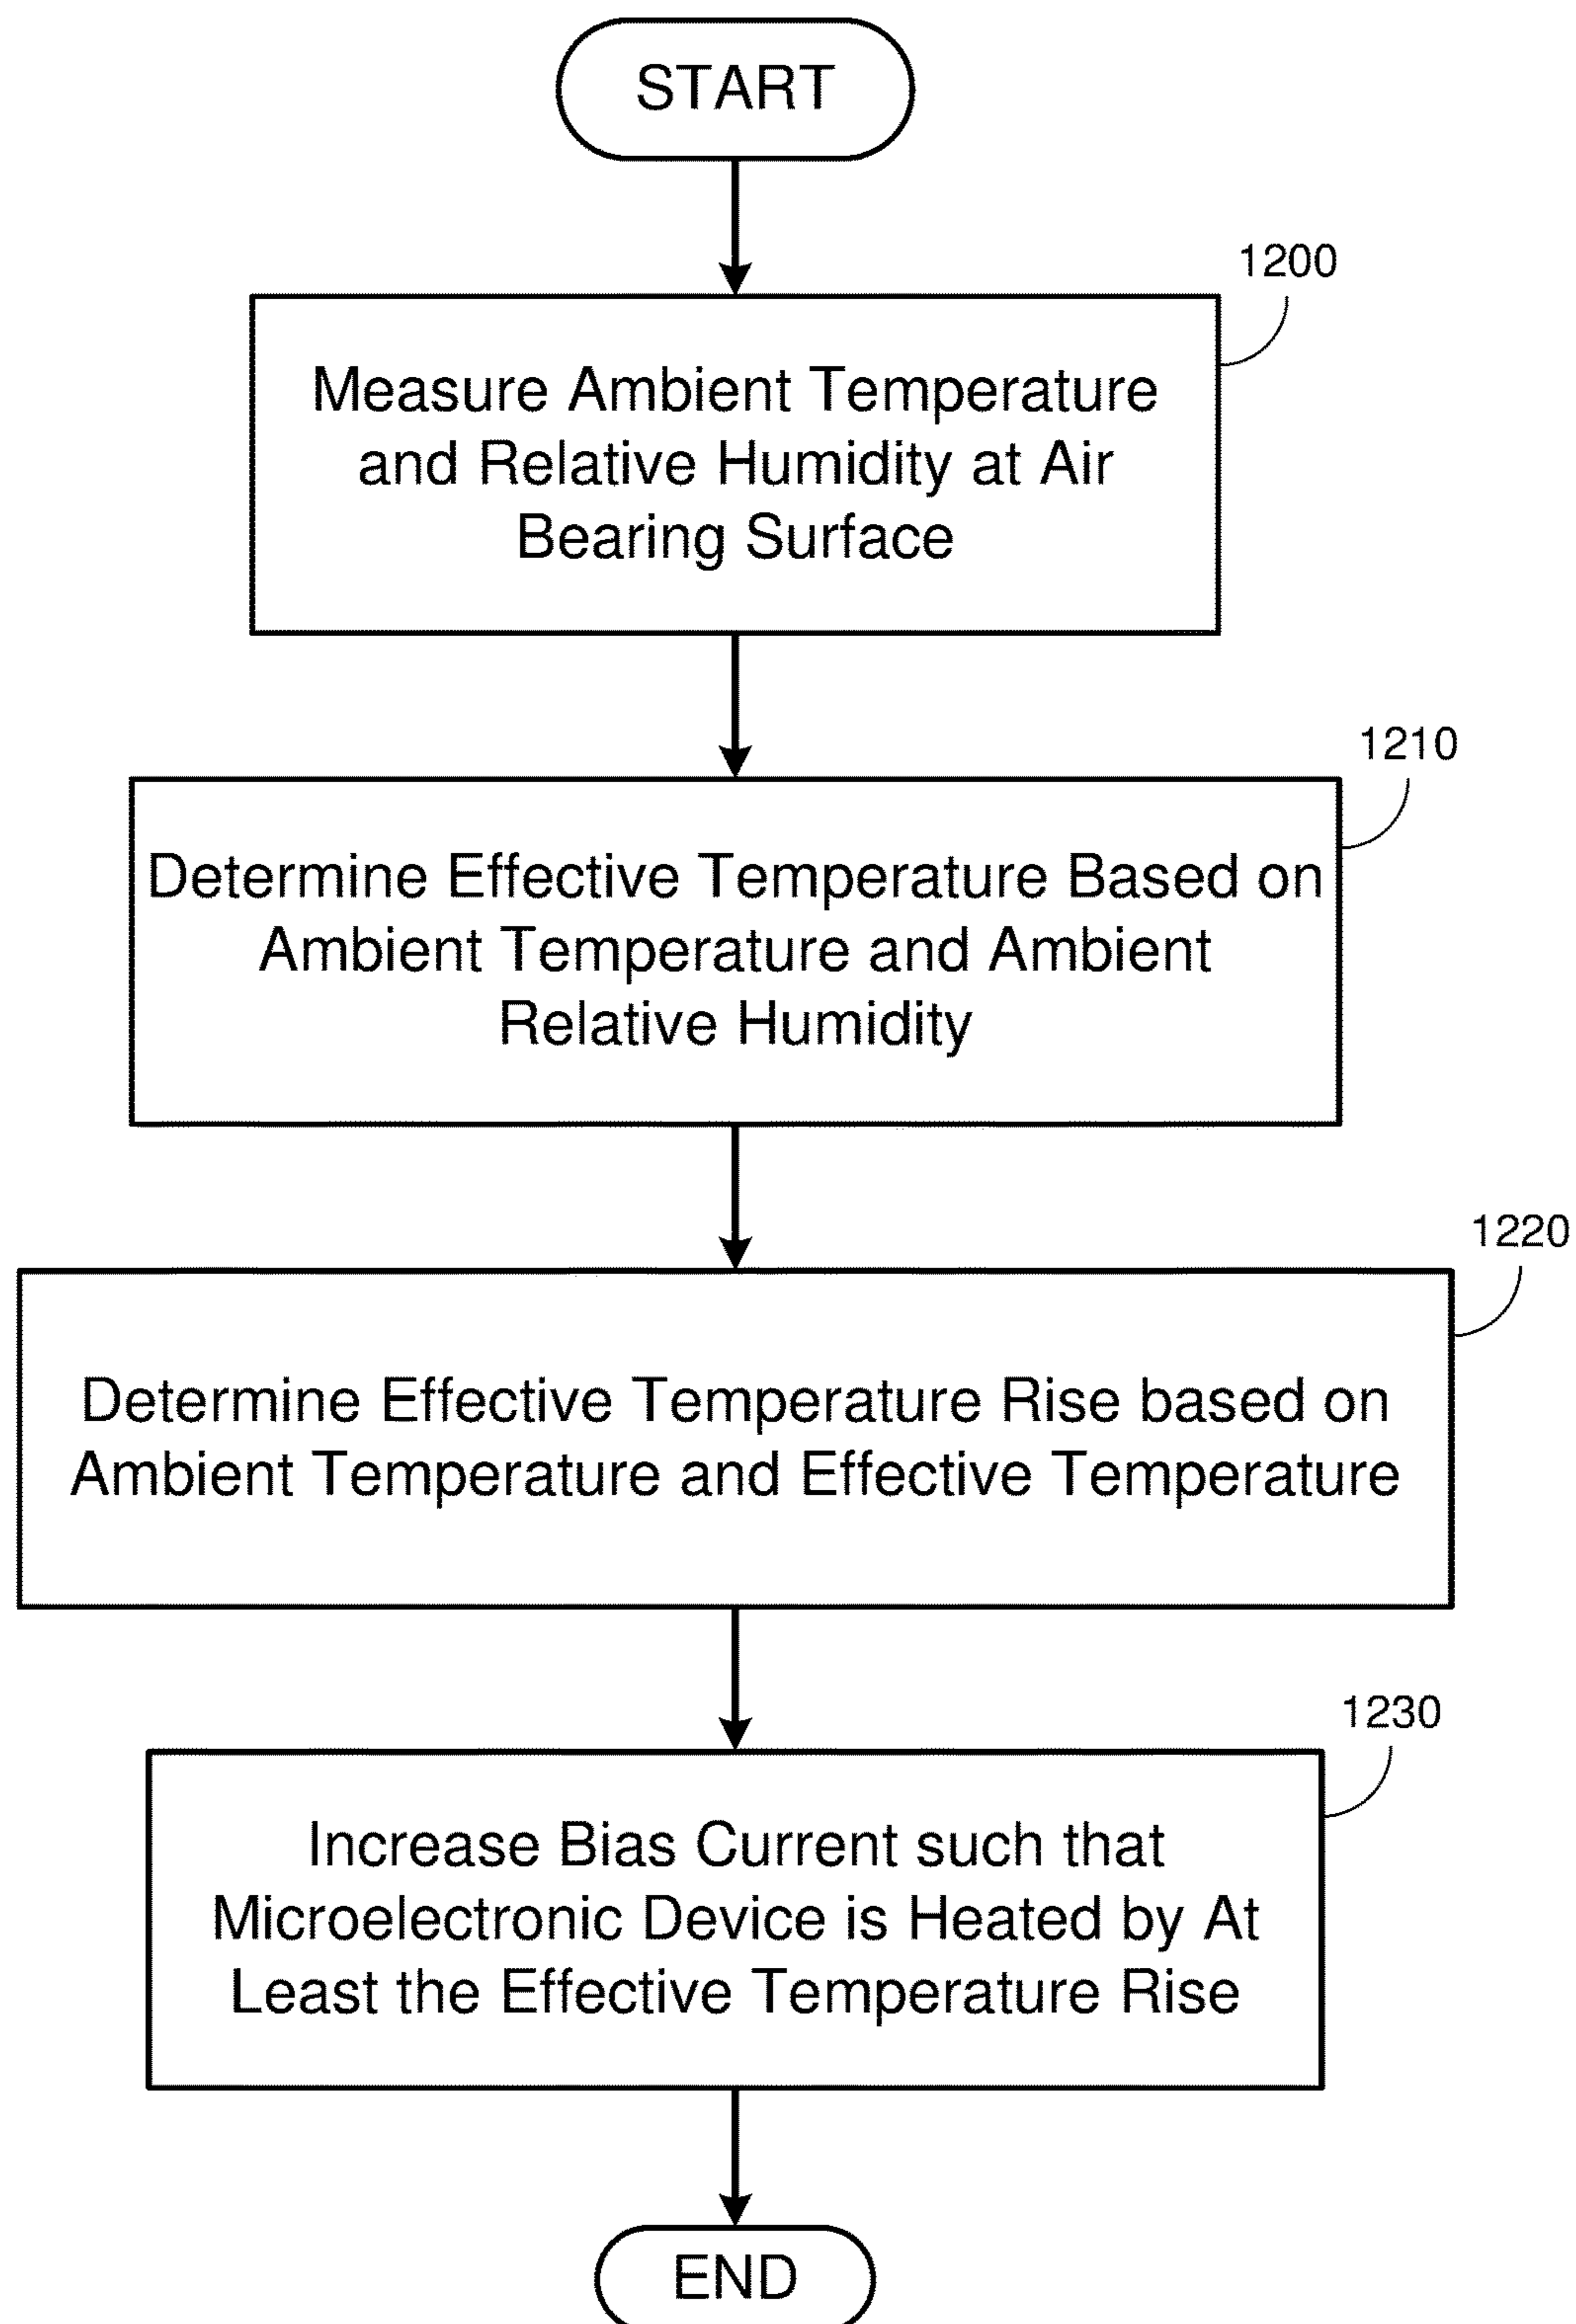 START
1200
Measure Ambient Temperature
and Relative Humidity at Air
Bearing Surface
1210
Determine Effective Temperature Based on
Ambient Temperature and Ambient
Relative Humidity
1220
Determine Effective Temperature Rise based on
Ambient Temperature and Effective Temperature
1230
Increase Bias Current such that
Microelectronic Device is Heated by At
Least the Effective Temperature Rise
END